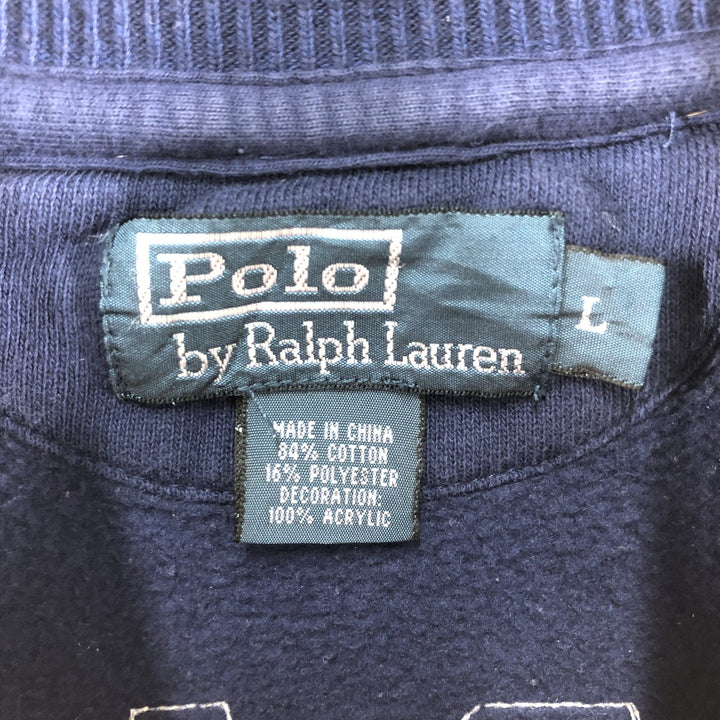 Polo
by Ralph Lauren
L
MADE IN CHINA
84% COTTON
16% POLYESTER
DECORATION:
100% ACRYLIC